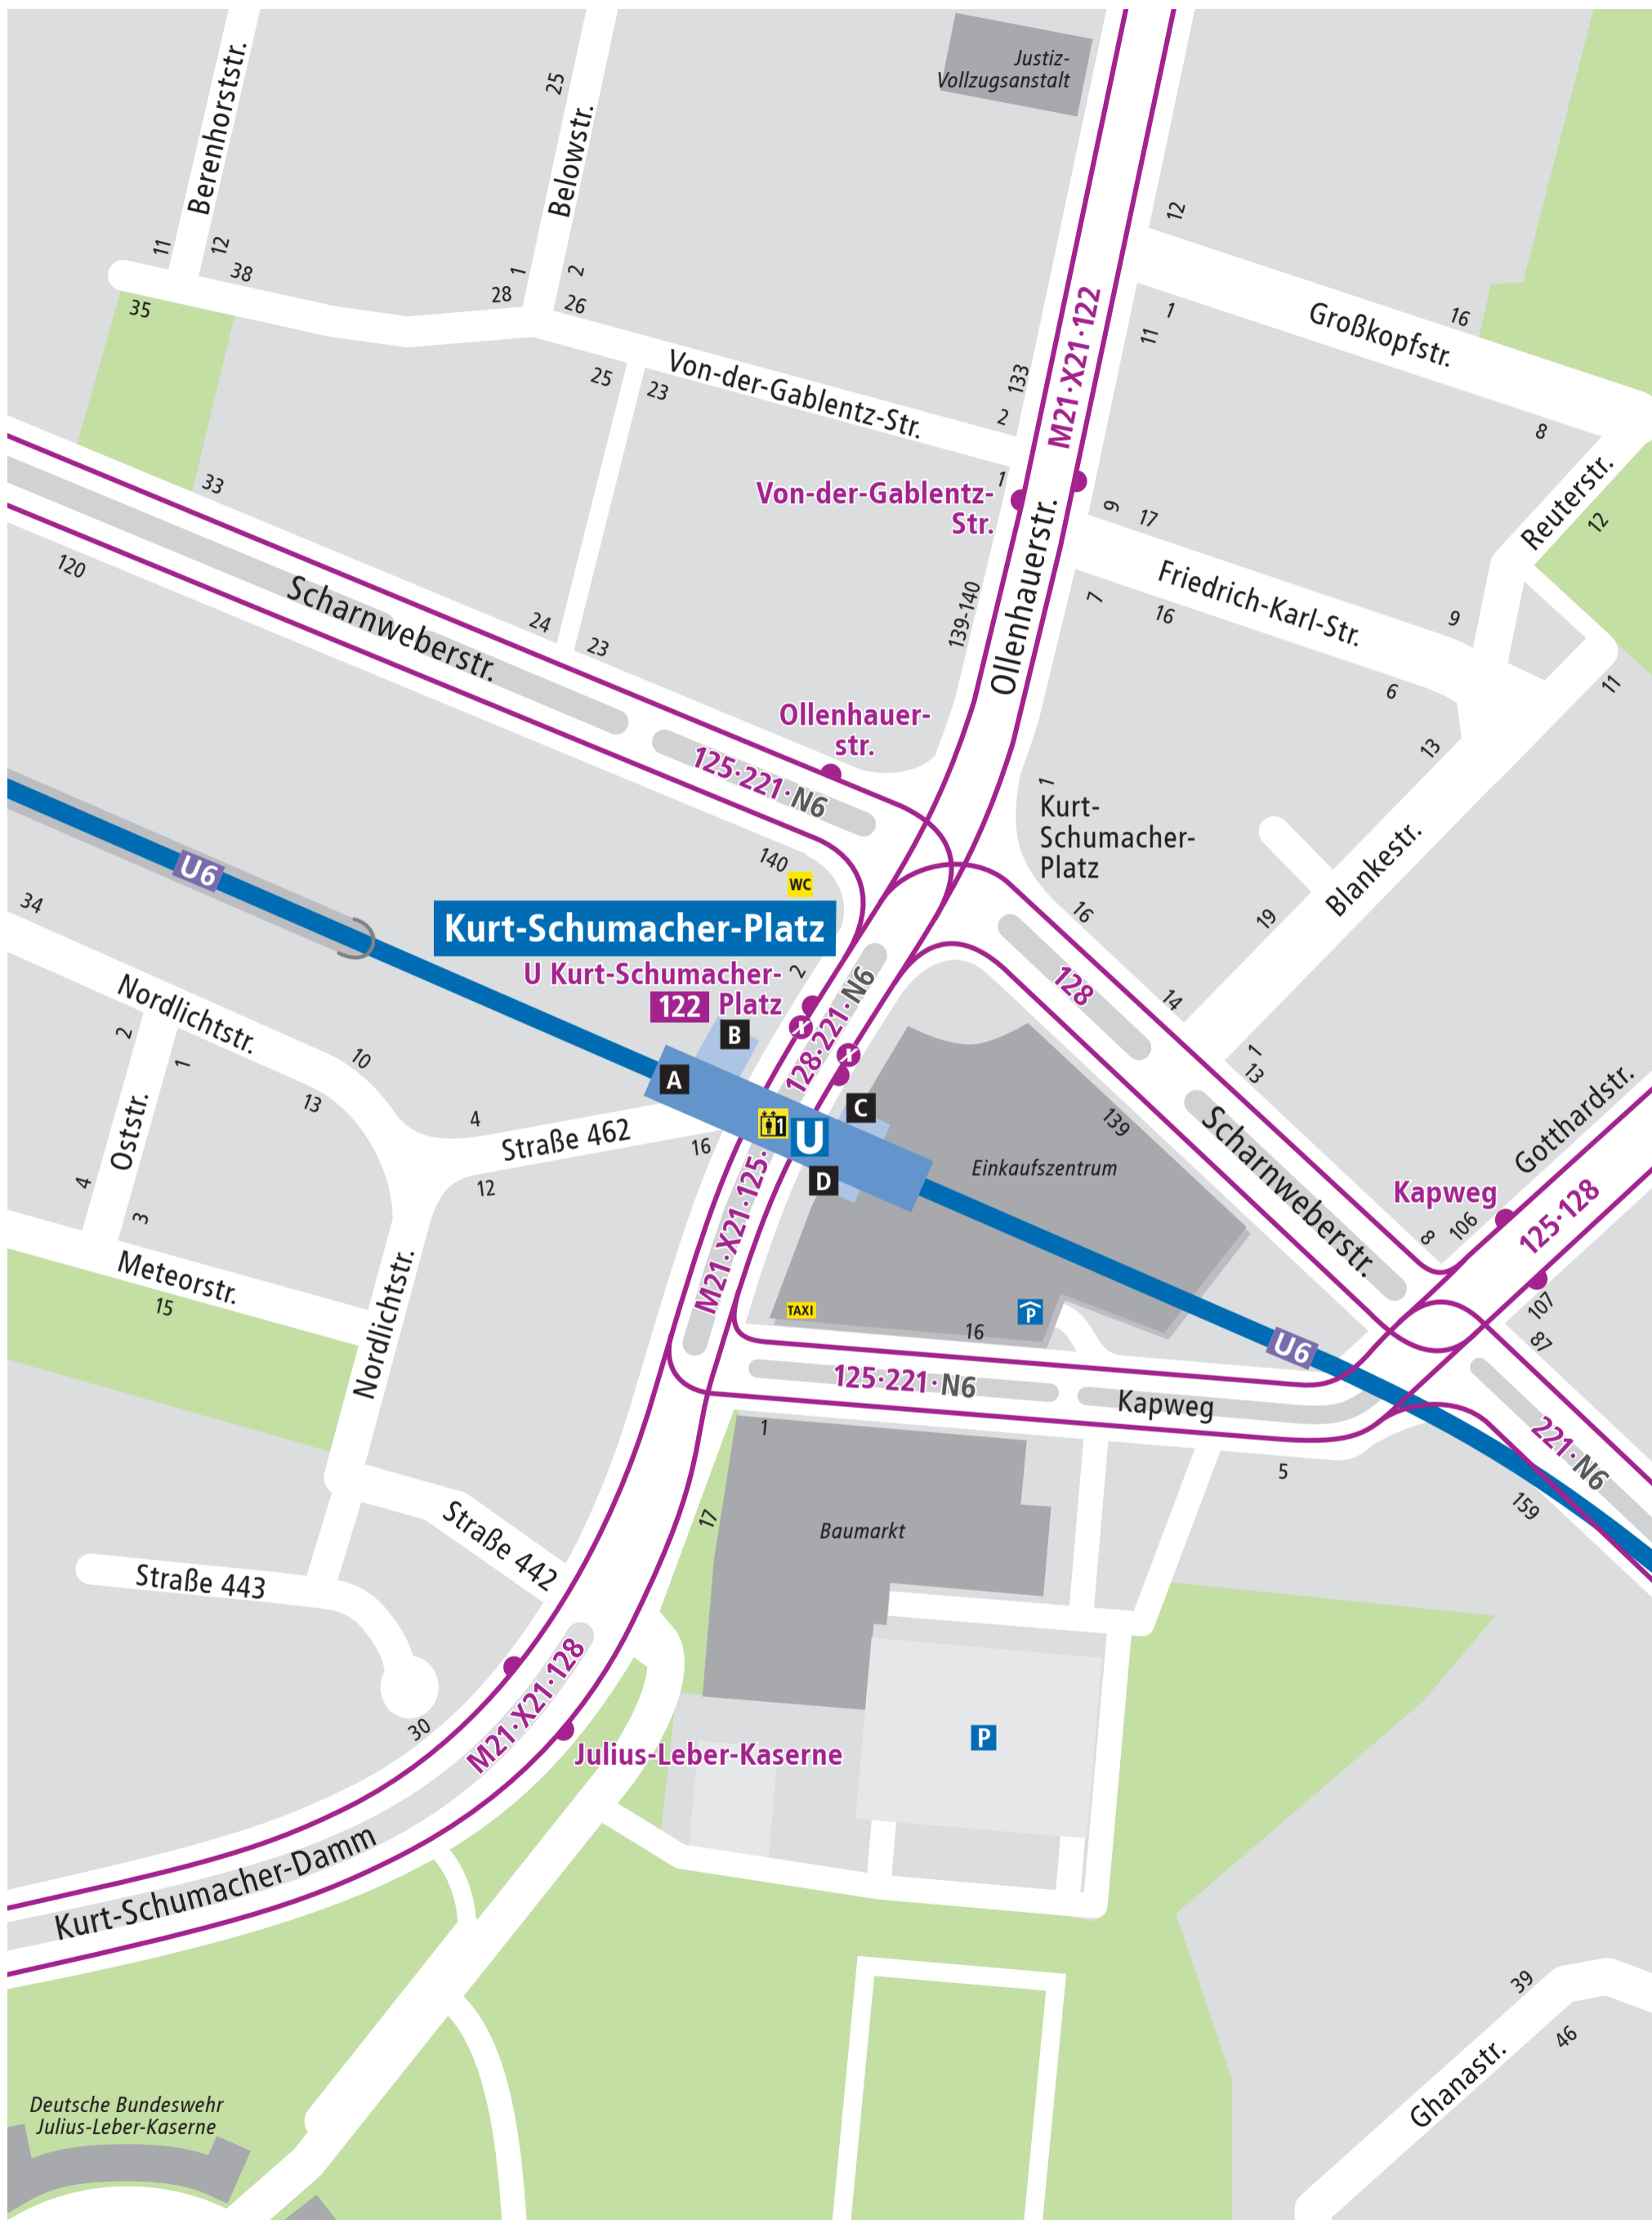 Justiz-
Vollzugsanstalt
Berenhorststr.
25
Belowstr.
12
11
12
38
1
2
28
26
35
Großkopfstr.
16
1
11
M21·X21·122
133
Von-der-Gablentz-Str.
25
23
2
8
1
Von-der-Gablentz-
Str.
33
9
17
Reuterstr.
12
120
Scharnweberstr.
Ollenhauerstr.
139-140
Friedrich-Karl-Str.
7
16
9
24
23
6
11
Ollenhauer-
str.
13
125·221·N6
1
Kurt-
Schumacher-
Platz
Blankestr.
140
WC
U6
34
16
19
Kurt-Schumacher-Platz
U Kurt-Schumacher-
122 Platz
2
128·221·N6
128
14
Nordlichtstr.
x
x
B
A
C
D
2
1
10
13
Oststr.
4
3
4
Straße 462
16
12
1
U
1
13
139
Einkaufszentrum
Scharnweberstr.
Gotthardstr.
Kapweg
125·128
8
106
107
87
M21·X21·125·
Meteorstr.
15
Nordlichtstr.
TAXI
P
16
U6
125·221·N6
Kapweg
1
5
221·N6
159
17
Baumarkt
Straße 442
Straße 443
M21·X21·128
30
Julius-Leber-Kaserne
P
Kurt-Schumacher-Damm
39
46
Ghanastr.
Deutsche Bundeswehr
Julius-Leber-Kaserne